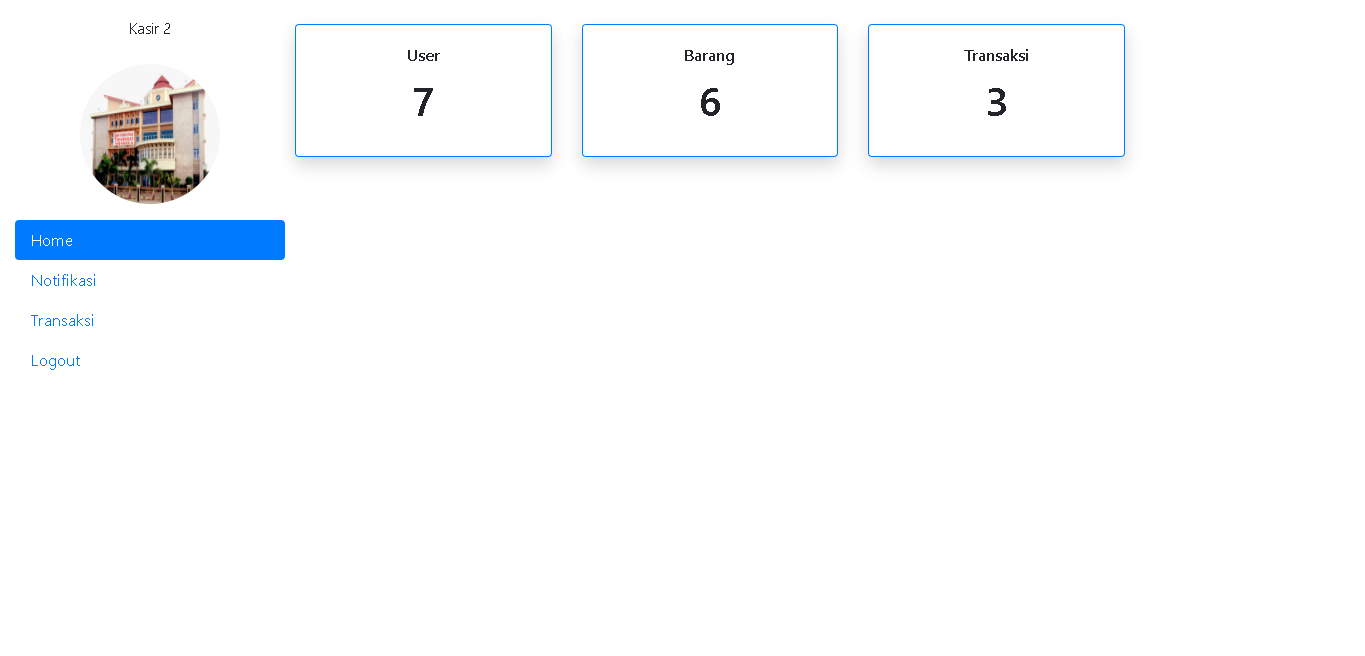 Kasir 2
Home
Notifikasi
Transaksi
Logout
User
7
Barang
6
Transaksi
3